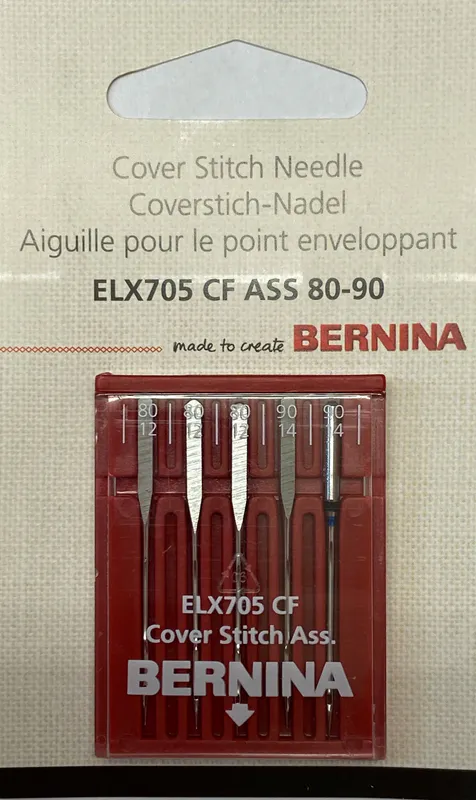 Cover Stitch Needle
Coverstich-Nadel
Aiguille pour le point enveloppant
ELX705 CF ASS 80-90
made to create BERNINA
80 80 80 90 90
12 12 12 14 14
ELX705 CF
Cover Stitch Ass.
BERNINA